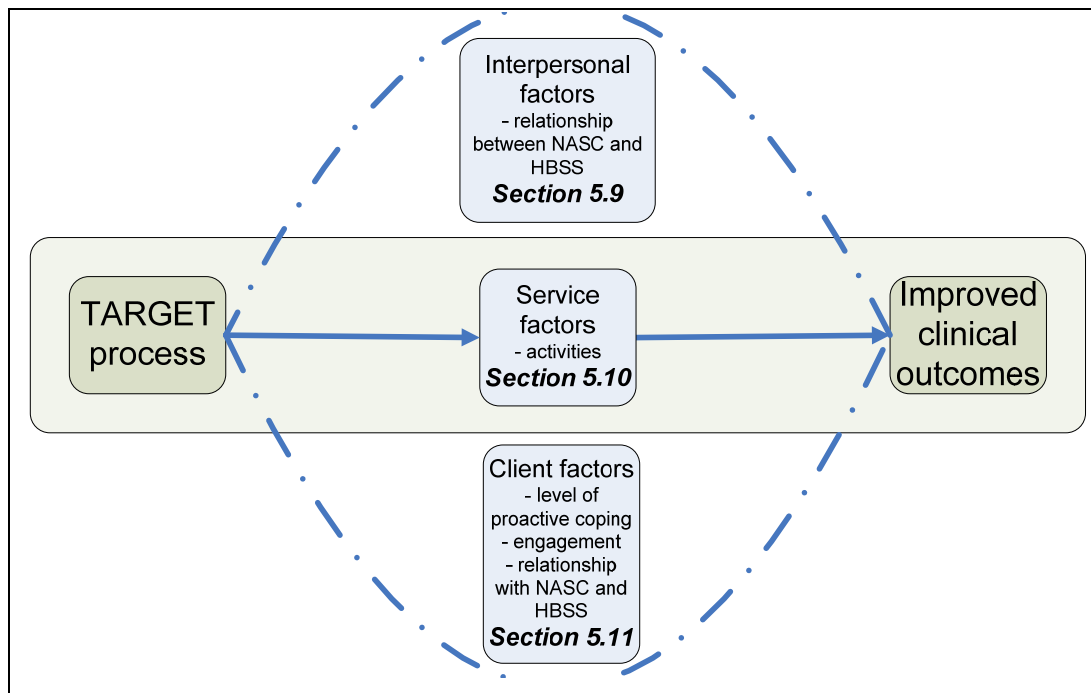 Interpersonal
factors
- relationship
between NASC and
HBSS
Section 5.9
TARGET
process
Service
factors
- activities
Section 5.10
Improved
clinical
outcomes
Client factors
- level of
proactive coping
- engagement
- relationship
with NASC and
HBSS
Section 5.11